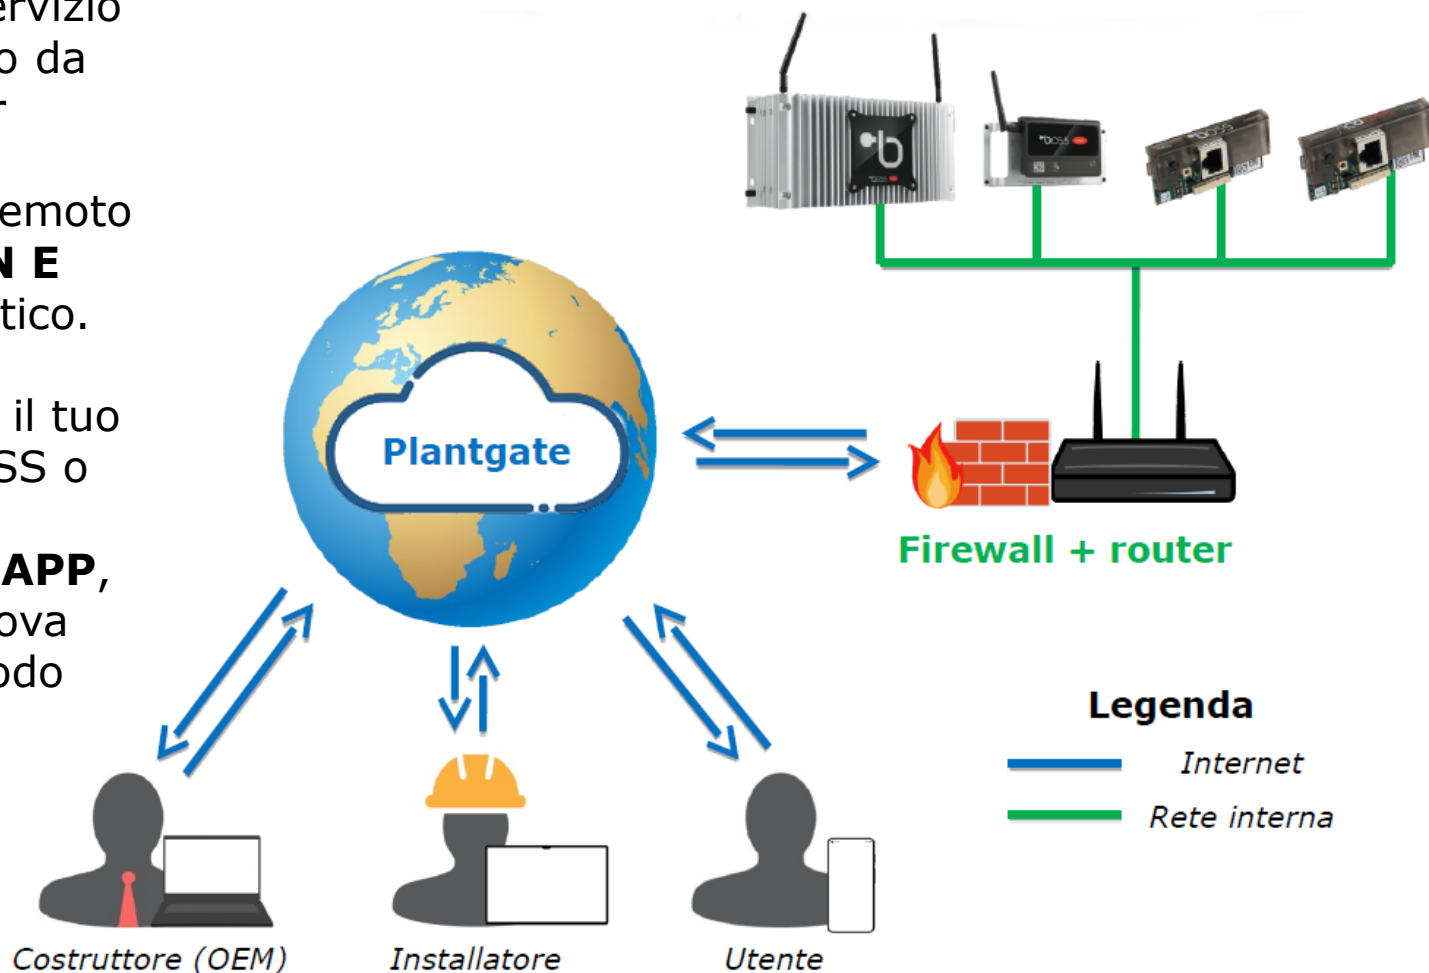 ervizio
o da
r
emoto
N E
tico.
il tuo
SS o
APP,
ova
odo
Plantgate
Firewall + router
Legenda
Internet
Rete interna
Costruttore (OEM)
Installatore
Utente